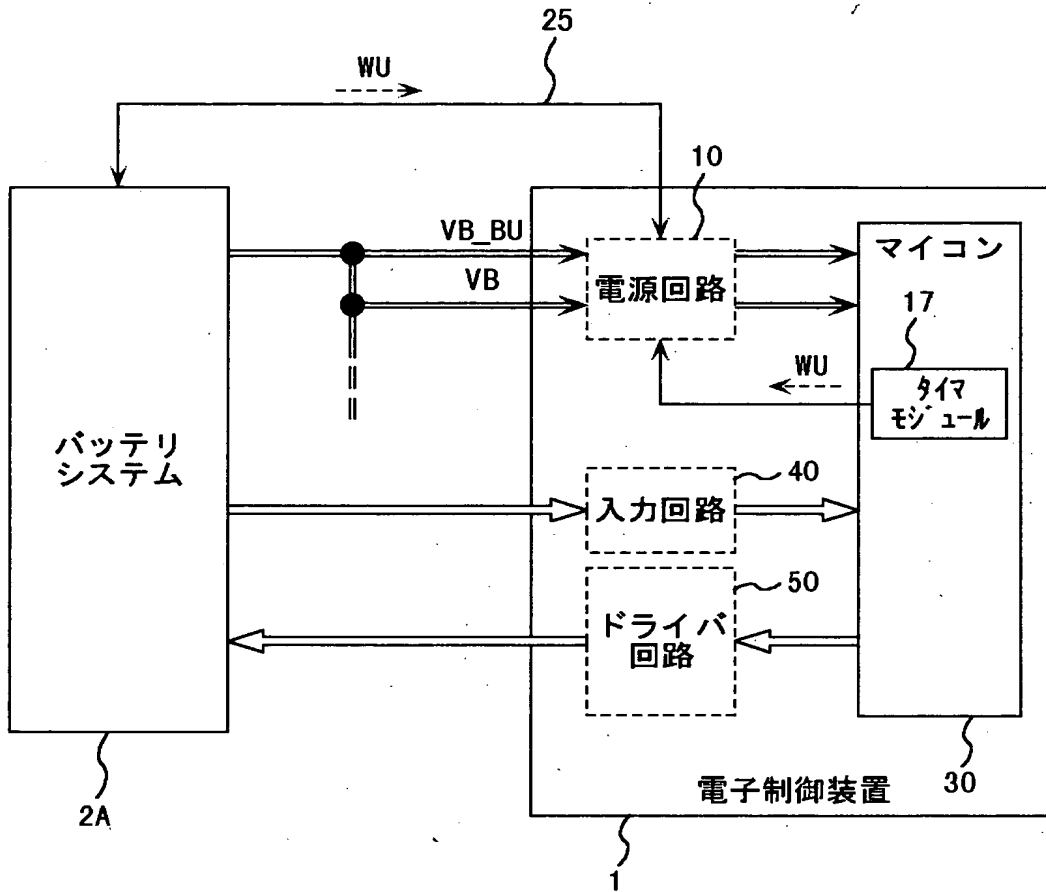 25
WU
10
VB_BU
マイコン
電源回路
VB
17
WU
タイマ
モジュール
バッテリ
システム
40
入力回路
50
ドライバ
回路
電子制御装置
30
2A
1